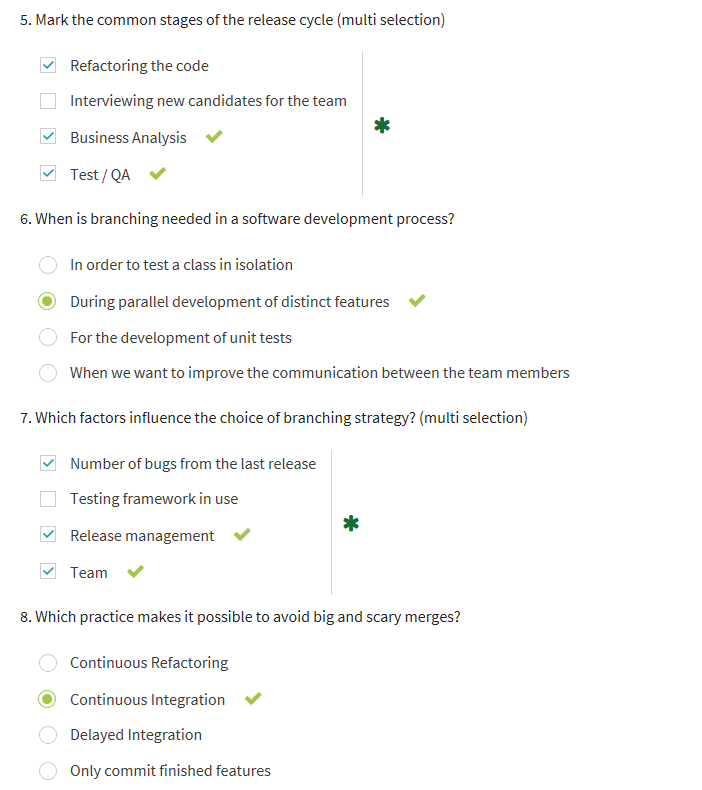 5. Mark the common stages of the release cycle (multi selection)
Refactoring the code
Interviewing new candidates for the team
Business Analysis
Test / QA
6. When is branching needed in a software development process?
In order to test a class in isolation
During parallel development of distinct features
For the development of unit tests
When we want to improve the communication between the team members
7. Which factors influence the choice of branching strategy? (multi selection)
Number of bugs from the last release
Testing framework in use
Release management
Team
8. Which practice makes it possible to avoid big and scary merges?
Continuous Refactoring
Continuous Integration
Delayed Integration
Only commit finished features